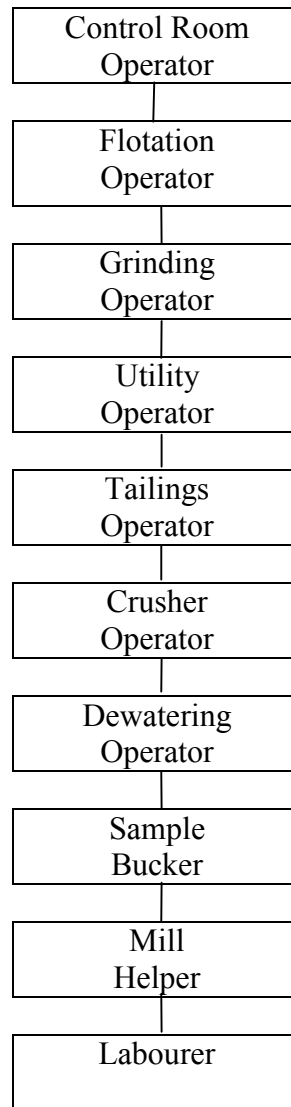 Control Room
Operator
Flotation
Operator
Grinding
Operator
Utility
Operator
Tailings
Operator
Crusher
Operator
Dewatering
Operator
Sample
Bucker
Mill
Helper
Labourer